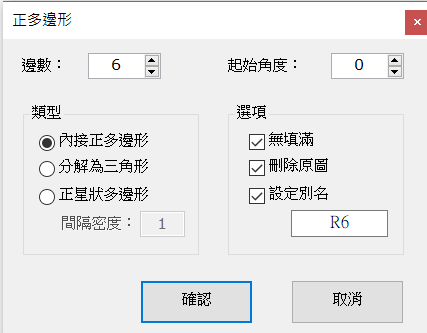 正多邊形
邊數： 6 起始角度： 0
類型
內接正多邊形
分解為三角形
正星狀多邊形
間隔密度： 1
選項
無填滿
刪除原圖
設定別名
R6
確認 取消